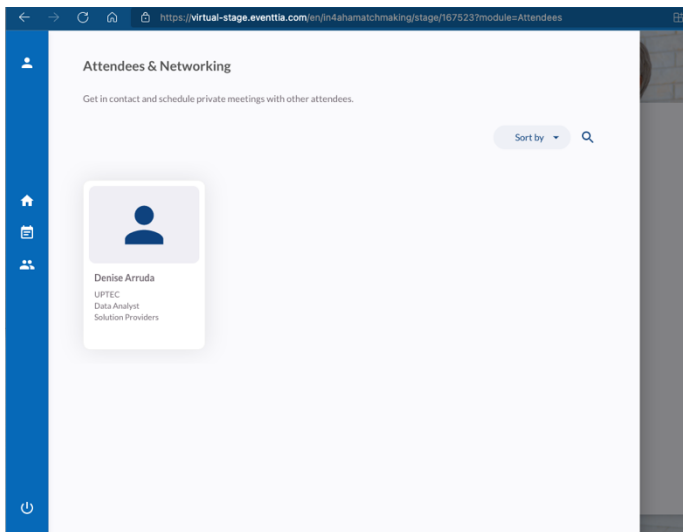 https://virtual-stage.eventtia.com/en/in4ahamatchmaking/stage/167523?module=Attendees
Attendees & Networking
Get in contact and schedule private meetings with other attendees.
Sort by
Denise Arruda
UPTEC
Data Analyst
Solution Providers